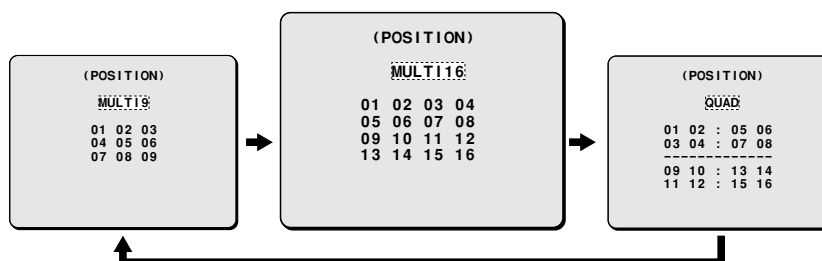 (POSITION)
MULTI9
01 02 03
04 05 06
07 08 09
(POSITION)
MULTI16
01 02 03 04
05 06 07 08
09 10 11 12
13 14 15 16
(POSITION)
QUAD
01 02 : 05 06
03 04 : 07 08
-------------
09 10 : 13 14
11 12 : 15 16